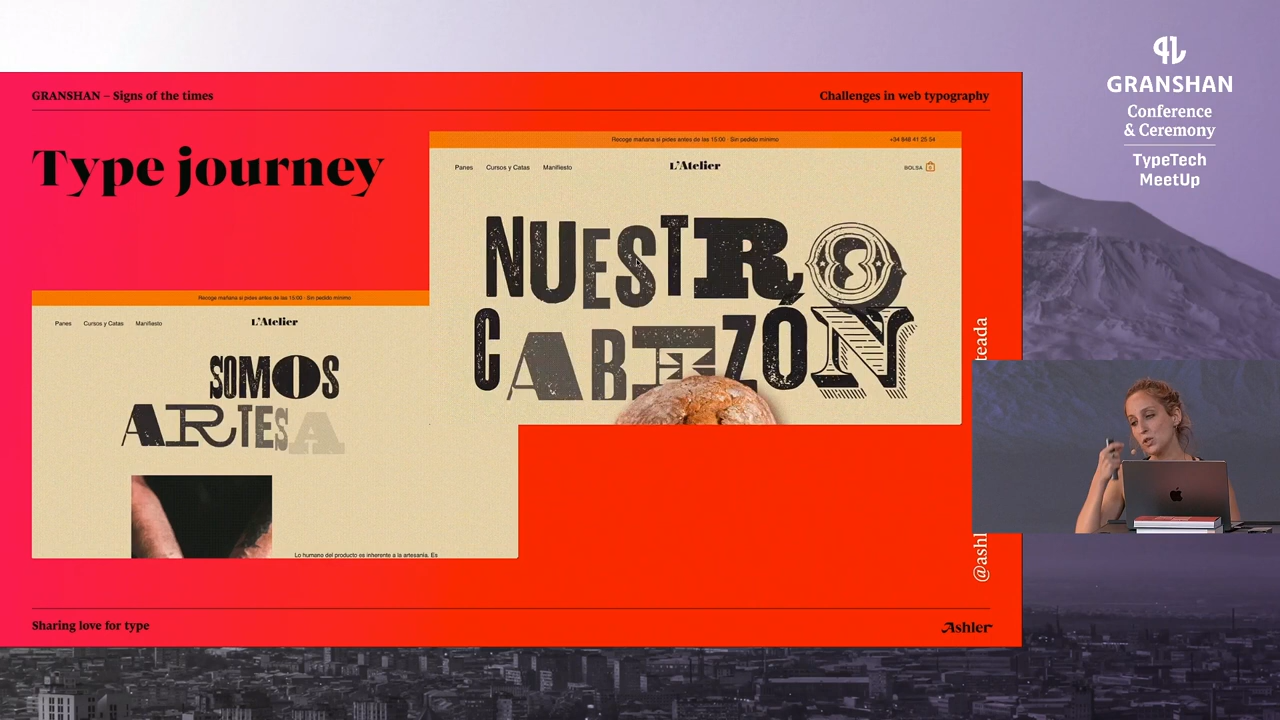 GRANSHAN
Conference
& Ceremony
TypeTech
MeetUp
GRANSHAN – Signs of the times
Challenges in web typography
Type journey
Recoge mañana si pides antes de las 15:00 · Sin pedido mínimo
+34 848 41 25 54
Panes Cursos y Catas Manifiesto
L'Atelier
BOLSA 0
NUESTRO
CABEZÓN
Recoge mañana si pides antes de las 15:00 · Sin pedido mínimo
Panes Cursos y Catas Manifiesto
L'Atelier
SOMOS
ARTESA
Lo humano del producto es inherente a la artesanía. Es
@ashl
teada
Sharing love for type
Ashler